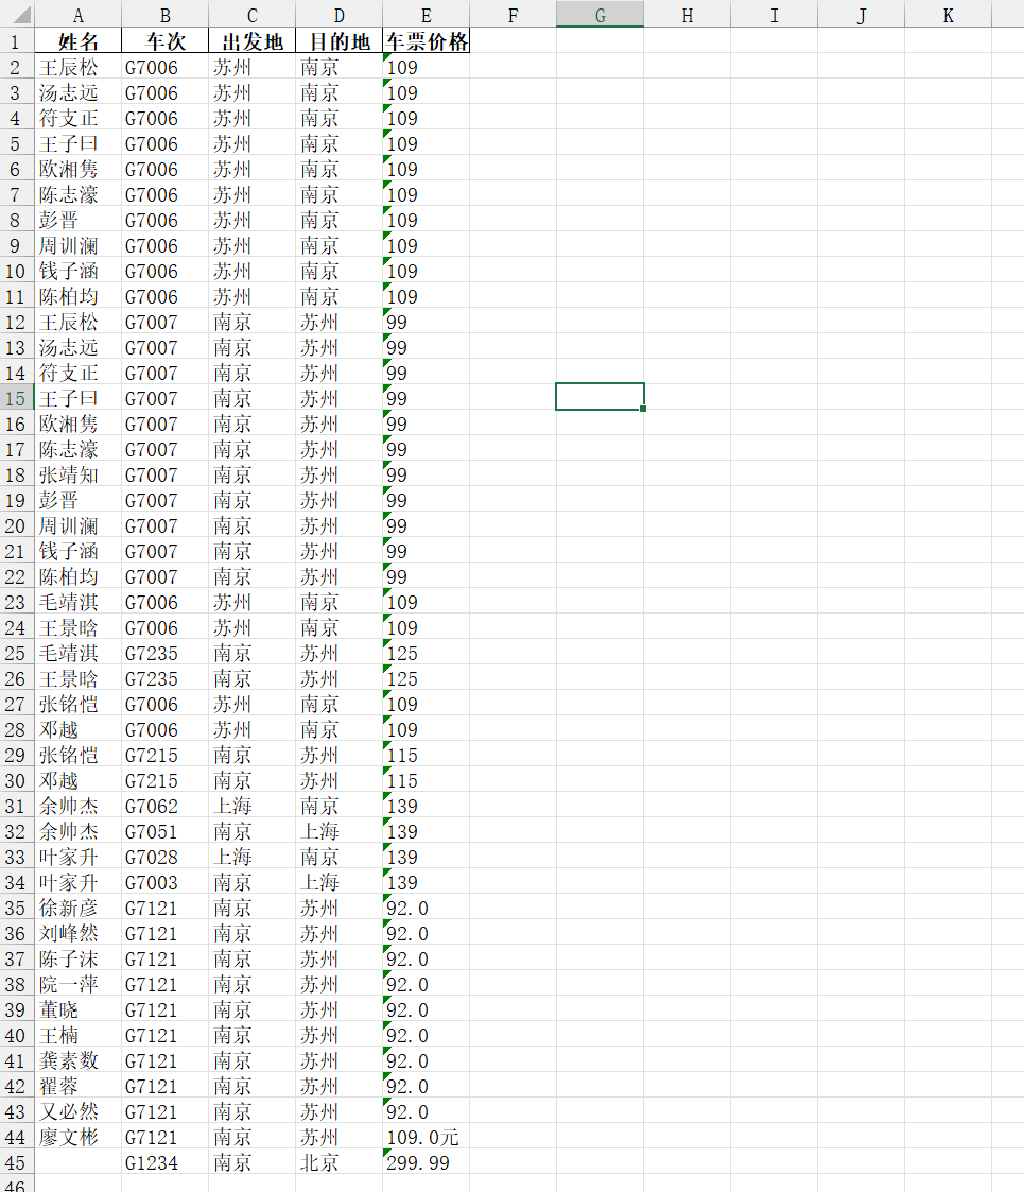 A B C D E F G H I J K
1 姓名 车次 出发地 目的地 车票价格
2 王辰松 G7006 苏州 南京 109
3 汤志远 G7006 苏州 南京 109
4 符支正 G7006 苏州 南京 109
5 王子曰 G7006 苏州 南京 109
6 欧湘隽 G7006 苏州 南京 109
7 陈志濠 G7006 苏州 南京 109
8 彭晋 G7006 苏州 南京 109
9 周训澜 G7006 苏州 南京 109
10 钱子涵 G7006 苏州 南京 109
11 陈柏均 G7006 苏州 南京 109
12 王辰松 G7007 南京 苏州 99
13 汤志远 G7007 南京 苏州 99
14 符支正 G7007 南京 苏州 99
15 王子曰 G7007 南京 苏州 99
16 欧湘隽 G7007 南京 苏州 99
17 陈志濠 G7007 南京 苏州 99
18 张靖知 G7007 南京 苏州 99
19 彭晋 G7007 南京 苏州 99
20 周训澜 G7007 南京 苏州 99
21 钱子涵 G7007 南京 苏州 99
22 陈柏均 G7007 南京 苏州 99
23 毛靖淇 G7006 苏州 南京 109
24 王景晗 G7006 苏州 南京 109
25 毛靖淇 G7235 南京 苏州 125
26 王景晗 G7235 南京 苏州 125
27 张铭恺 G7006 苏州 南京 109
28 邓越 G7006 苏州 南京 109
29 张铭恺 G7215 南京 苏州 115
30 邓越 G7215 南京 苏州 115
31 余帅杰 G7062 上海 南京 139
32 余帅杰 G7051 南京 上海 139
33 叶家升 G7028 上海 南京 139
34 叶家升 G7003 南京 上海 139
35 徐新彦 G7121 南京 苏州 92.0
36 刘峰然 G7121 南京 苏州 92.0
37 陈子沫 G7121 南京 苏州 92.0
38 院一萍 G7121 南京 苏州 92.0
39 董晓 G7121 南京 苏州 92.0
40 王楠 G7121 南京 苏州 92.0
41 龚素数 G7121 南京 苏州 92.0
42 翟蓉 G7121 南京 苏州 92.0
43 又必然 G7121 南京 苏州 92.0
44 廖文彬 G7121 南京 苏州 109.0元
45 G1234 南京 北京 299.99
46